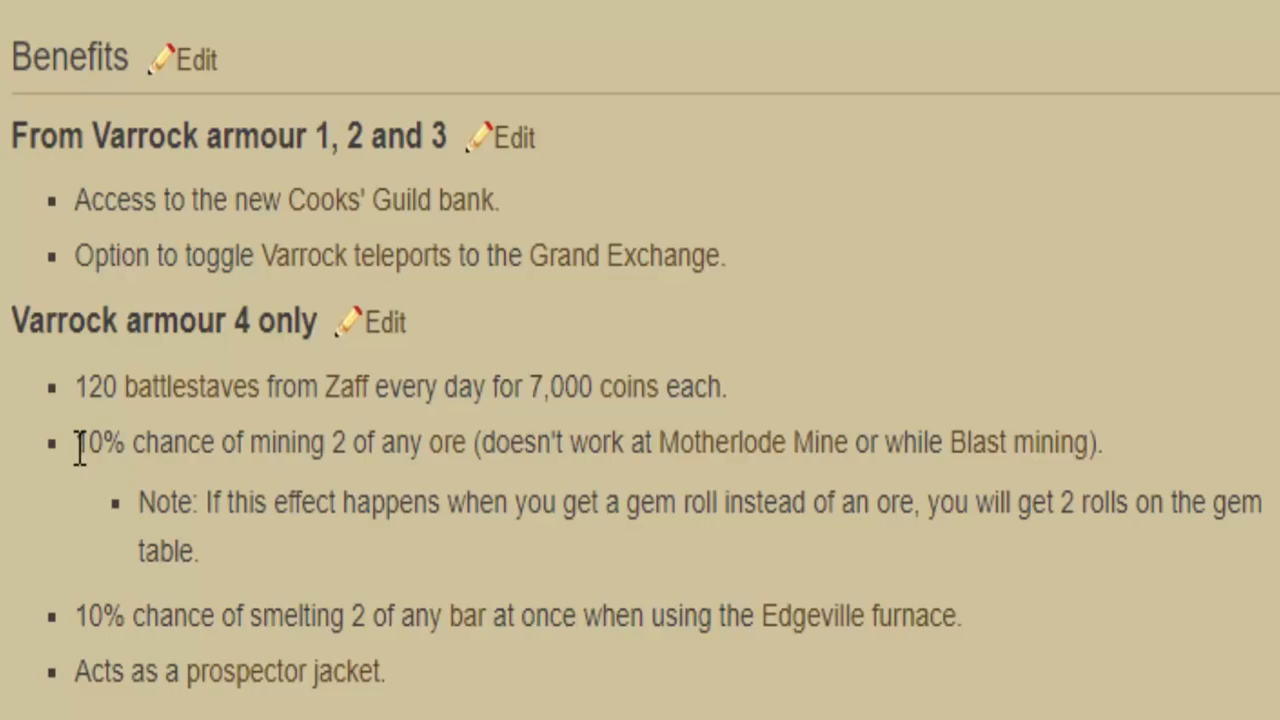 Benefits Edit
From Varrock armour 1, 2 and 3 Edit
Access to the new Cooks' Guild bank.
Option to toggle Varrock teleports to the Grand Exchange.
Varrock armour 4 only Edit
120 battlestaves from Zaff every day for 7,000 coins each.
10% chance of mining 2 of any ore (doesn't work at Motherlode Mine or while Blast mining).
Note: If this effect happens when you get a gem roll instead of an ore, you will get 2 rolls on the gem
table.
10% chance of smelting 2 of any bar at once when using the Edgeville furnace.
Acts as a prospector jacket.